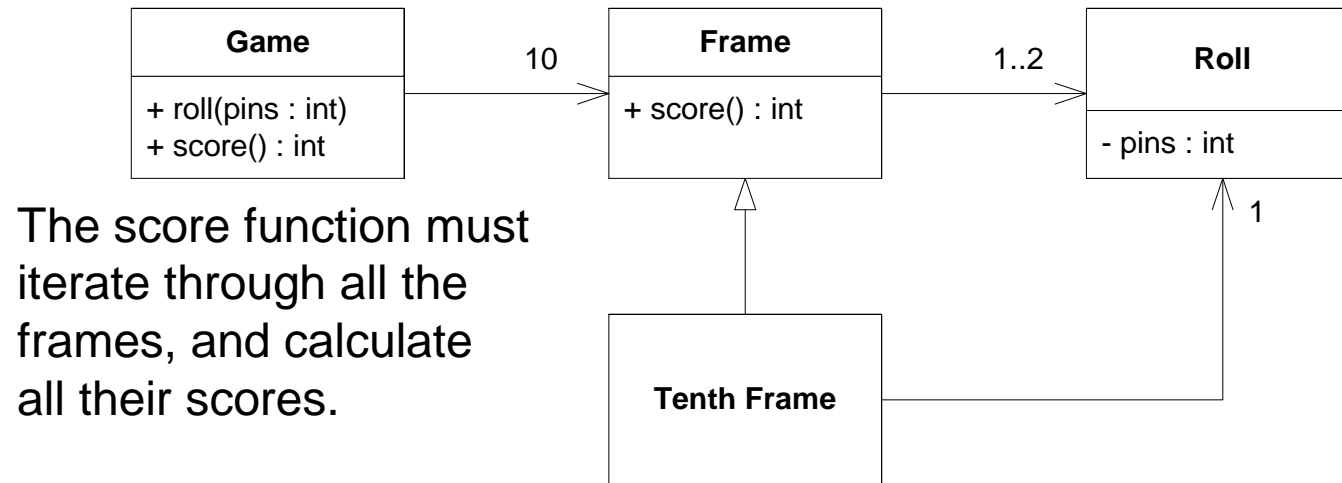 Game
+ roll(pins : int)
+ score() : int
10
Frame
+ score() : int
1..2
Roll
- pins : int
1
The score function must
iterate through all the
frames, and calculate
all their scores.
Tenth Frame